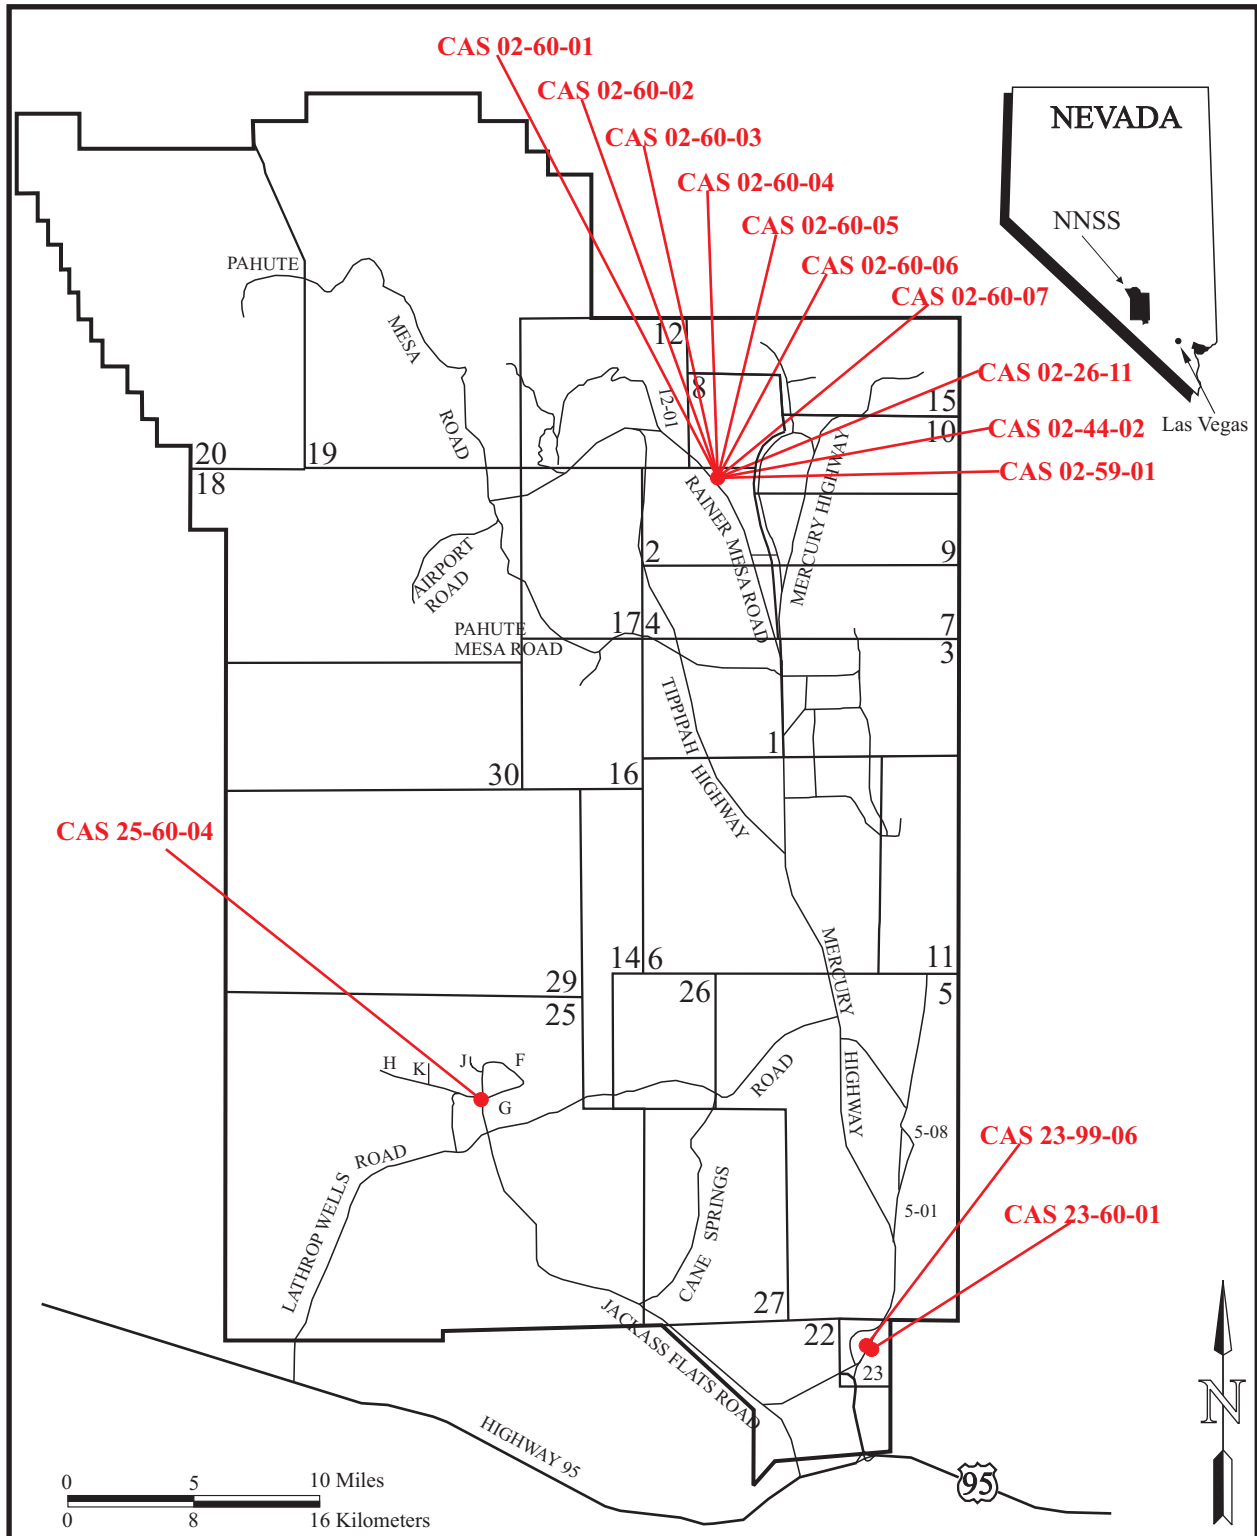 CAS 02-60-01
CAS 02-60-02
CAS 02-60-03
CAS 02-60-04
CAS 02-60-05
CAS 02-60-06
CAS 02-60-07
CAS 02-26-11
CAS 02-44-02
CAS 02-59-01
NEVADA
NNSS
Las Vegas
PAHUTE
MESA
ROAD
12
8
12-01
15
10
20
19
18
RAINER MESA ROAD
MERCURY HIGHWAY
AIRPORT
ROAD
2
9
17
4
7
PAHUTE
MESA ROAD
3
TIPPIPAH HIGHWAY
1
30
16
CAS 25-60-04
MERCURY
HIGHWAY
14
6
11
29
25
26
5
H
K
J
F
G
ROAD
LATHROP WELLS ROAD
CANE SPRINGS
5-08
5-01
CAS 23-99-06
CAS 23-60-01
27
22
23
JACKASS FLATS ROAD
HIGHWAY 95
95
N
0 5 10 Miles
0 8 16 Kilometers